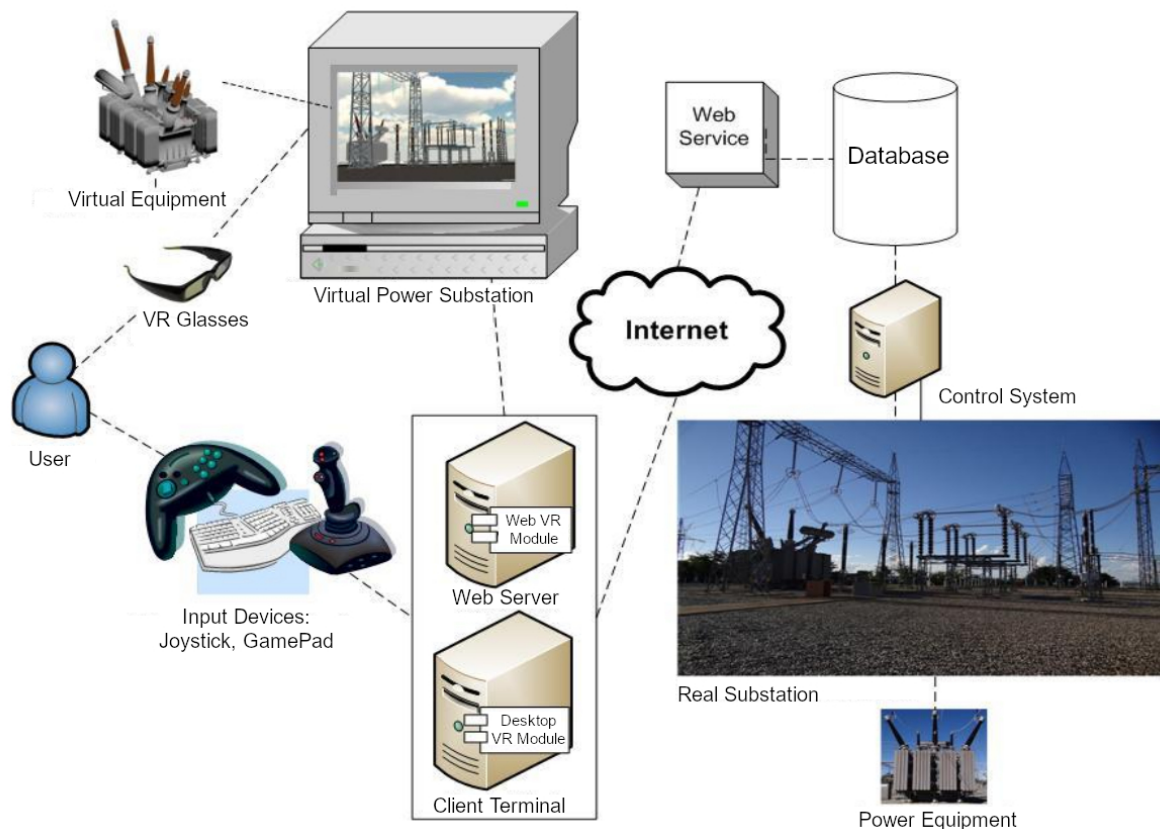 Virtual Equipment
Virtual Power Substation
Web
Service
Database
VR Glasses
Internet
Control System
User
Web VR
Module
Input Devices:
Joystick, GamePad
Web Server
Real Substation
Desktop
VR Module
Client Terminal
Power Equipment